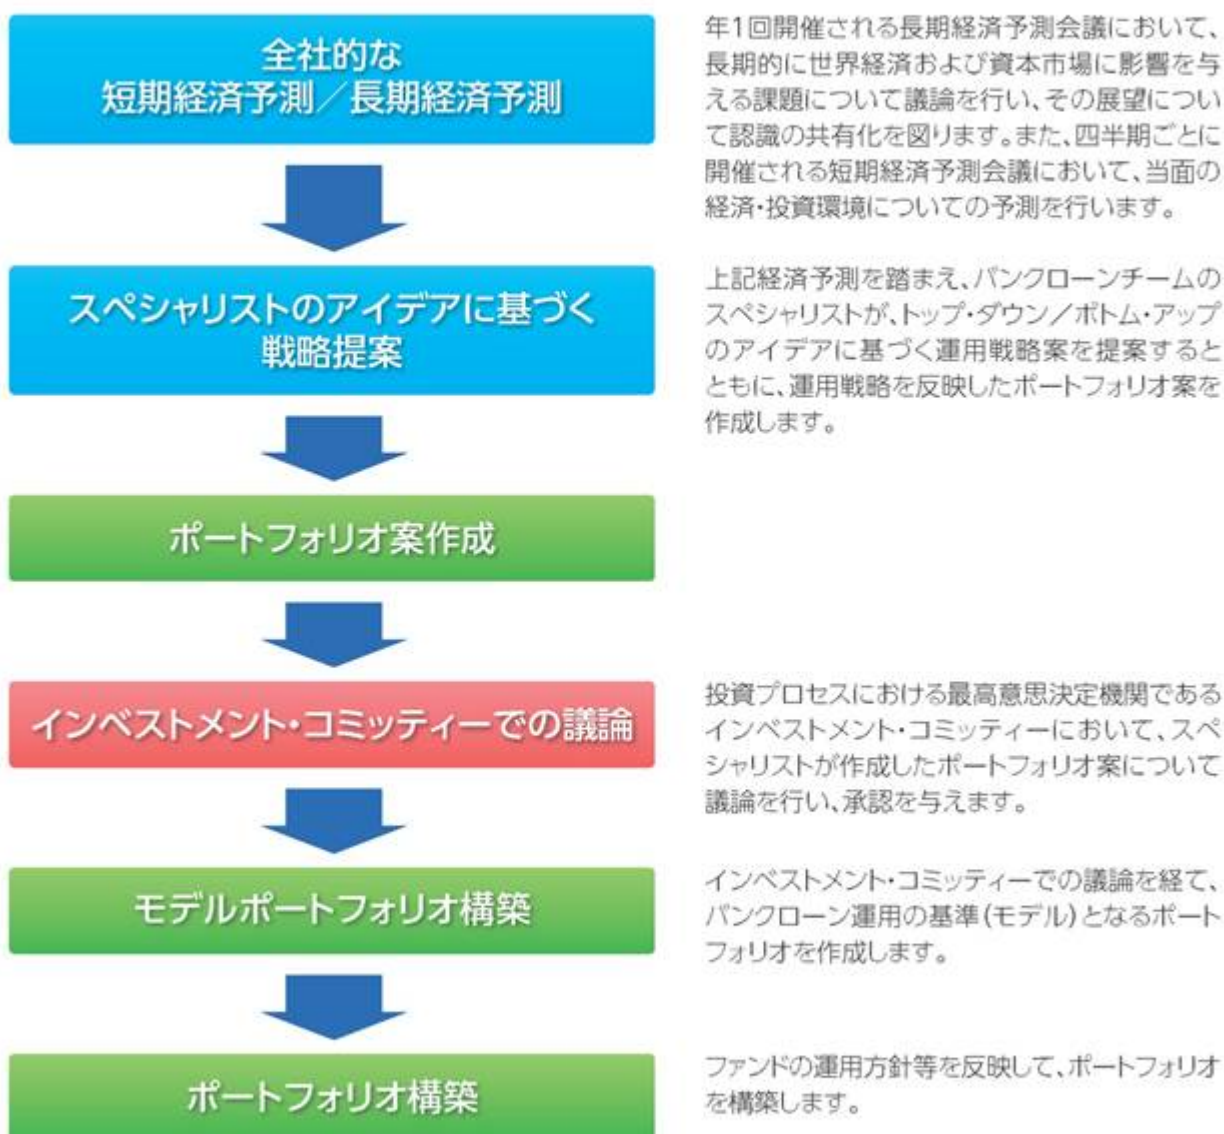 全社的な
短期経済予測／長期経済予測
年1回開催される長期経済予測会議において、
長期的に世界経済および資本市場に影響を与
える課題について議論を行い、その展望につい
て認識の共有化を図ります。また、四半期ごとに
開催される短期経済予測会議において、当面の
経済・投資環境についての予測を行います。
スペシャリストのアイデアに基づく
戦略提案
上記経済予測を踏まえ、バンクローンチームの
スペシャリストが、トップ・ダウン／ボトム・アップ
のアイデアに基づく運用戦略案を提案すると
ともに、運用戦略を反映したポートフォリオ案を
作成します。
ポートフォリオ案作成
インベストメント・コミッティーでの議論
投資プロセスにおける最高意思決定機関である
インベストメント・コミッティーにおいて、スペ
シャリストが作成したポートフォリオ案について
議論を行い、承認を与えます。
モデルポートフォリオ構築
インベストメント・コミッティーでの議論を経て、
バンクローン運用の基準(モデル)となるポート
フォリオを作成します。
ポートフォリオ構築
ファンドの運用方針等を反映して、ポートフォリオ
を構築します。